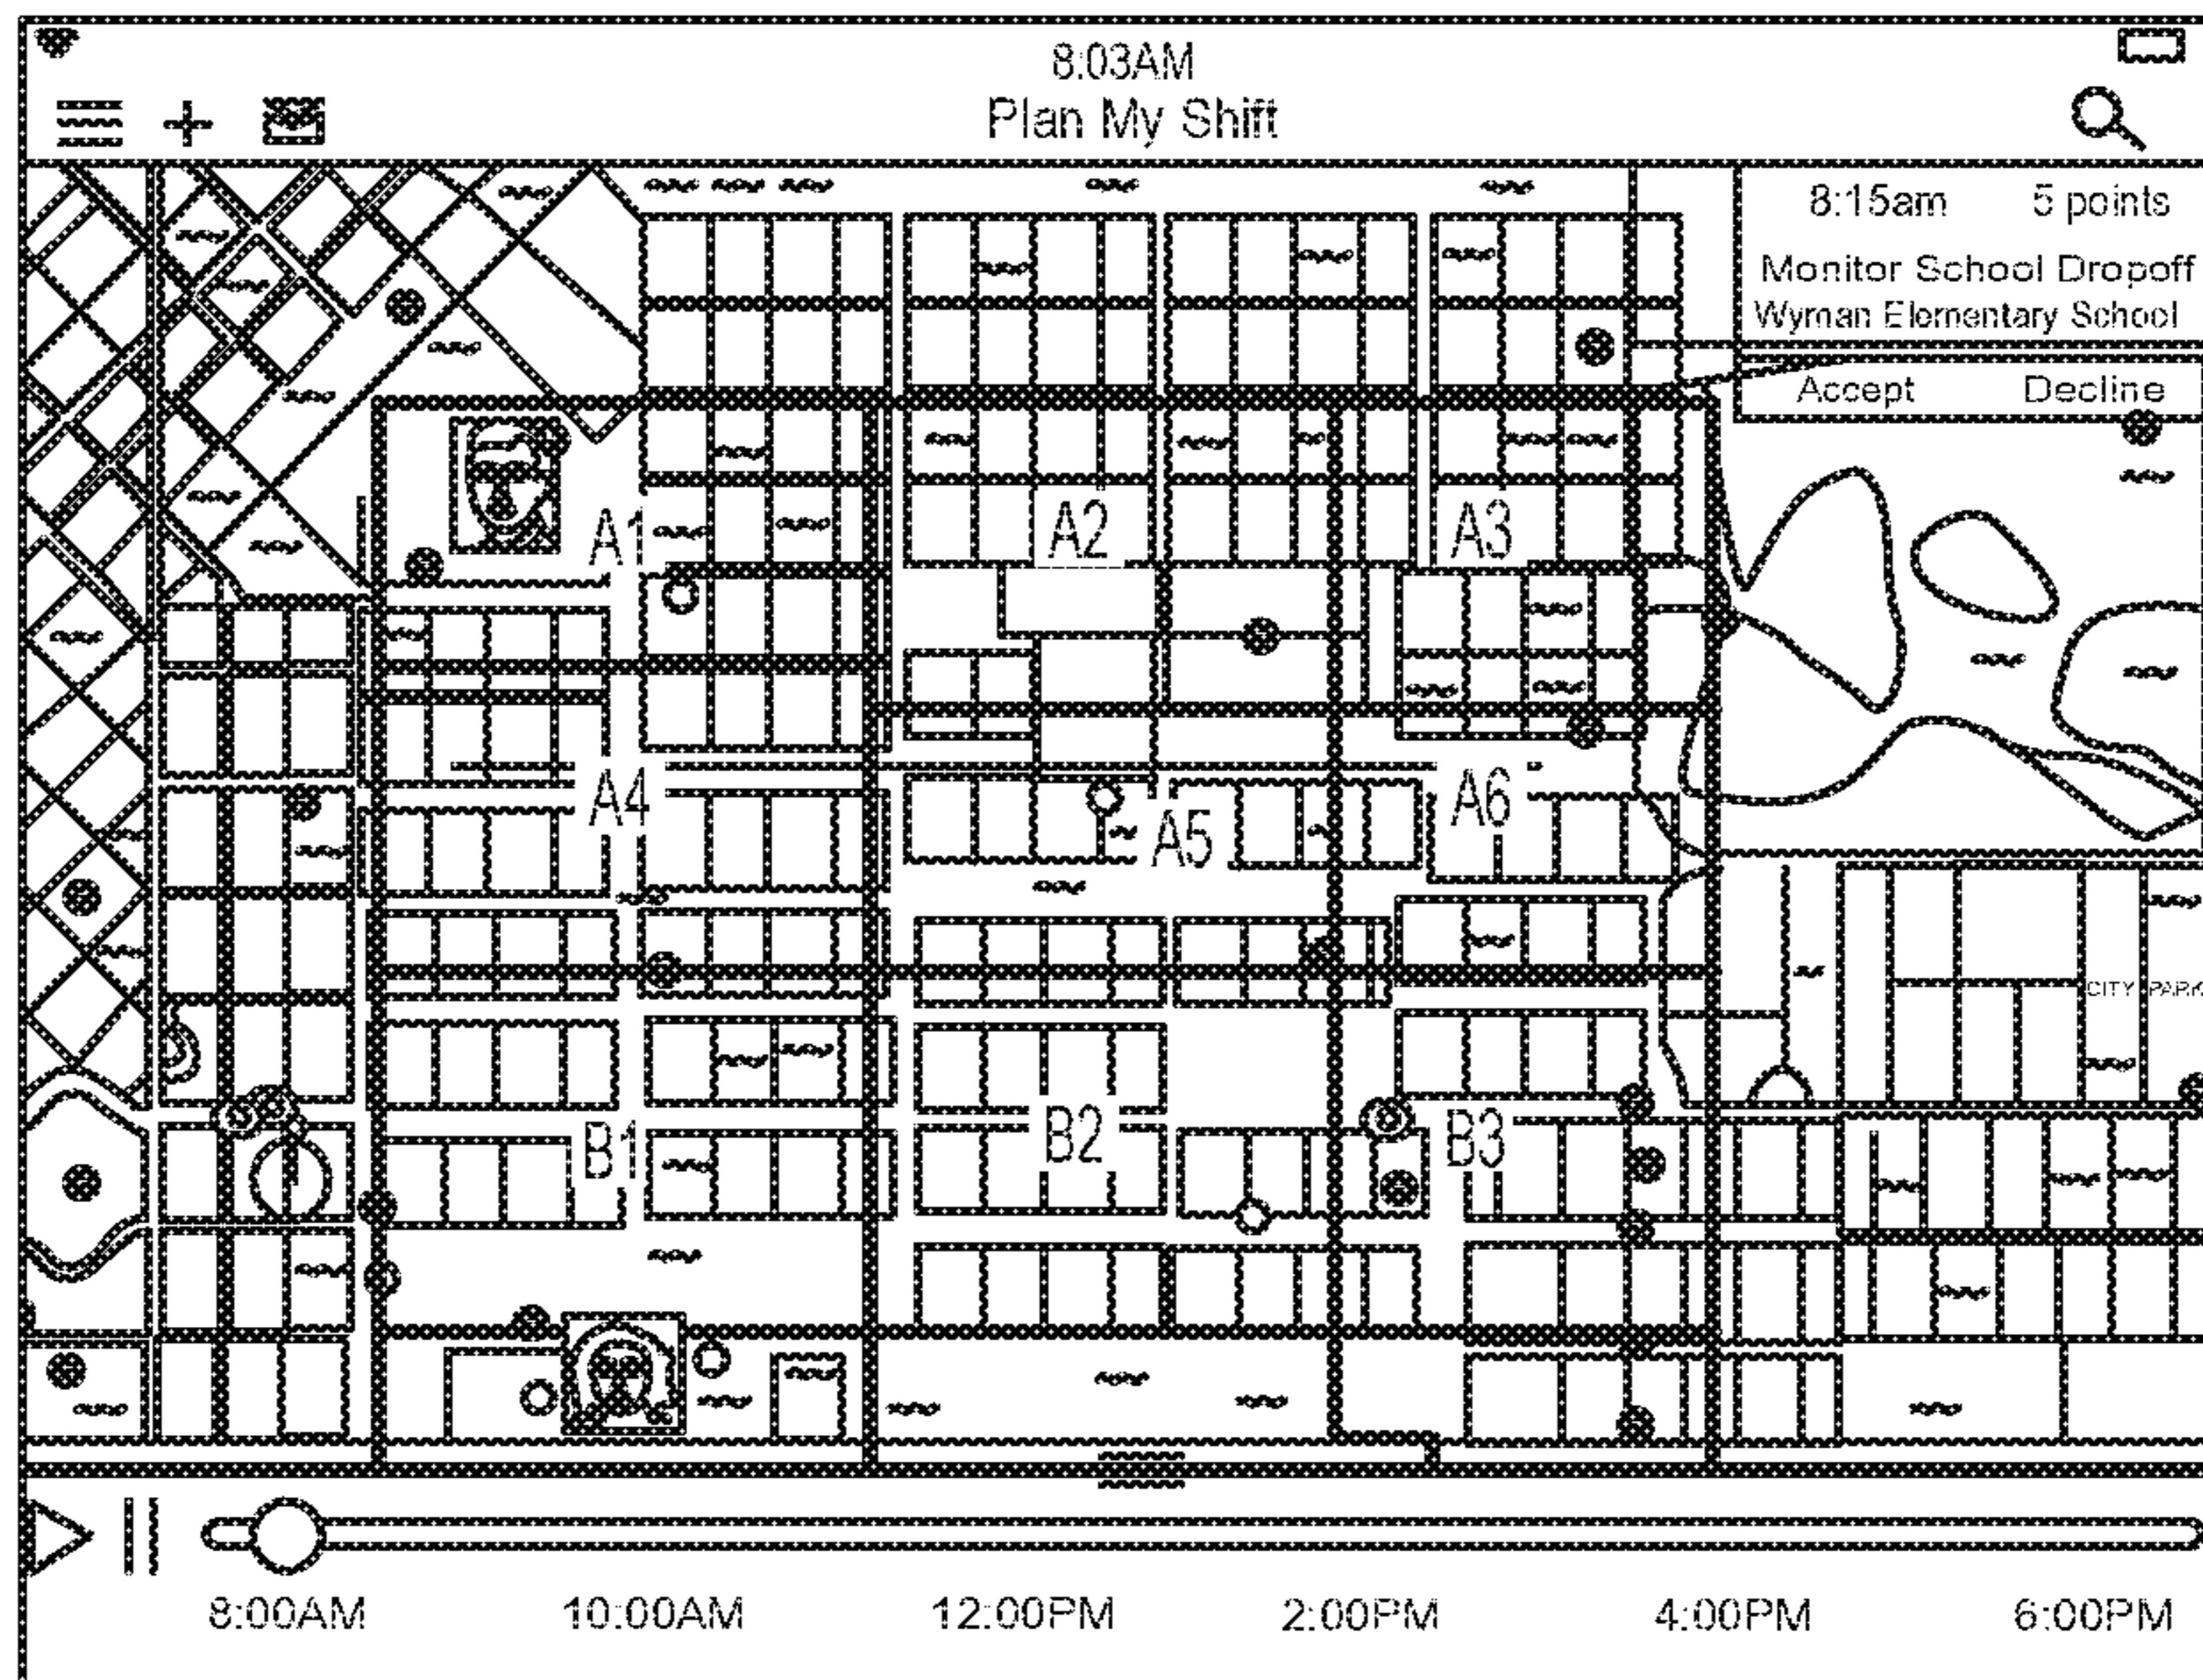 8:03AM
Plan My Shift
8:15am 5 points
Monitor School Dropoff
Wyman Elementary School
Accept Decline
A1 A2 A3
A4 A5 A6
CITY PARK
B1 B2 B3
8:00AM 10:00AM 12:00PM 2:00PM 4:00PM 6:00PM